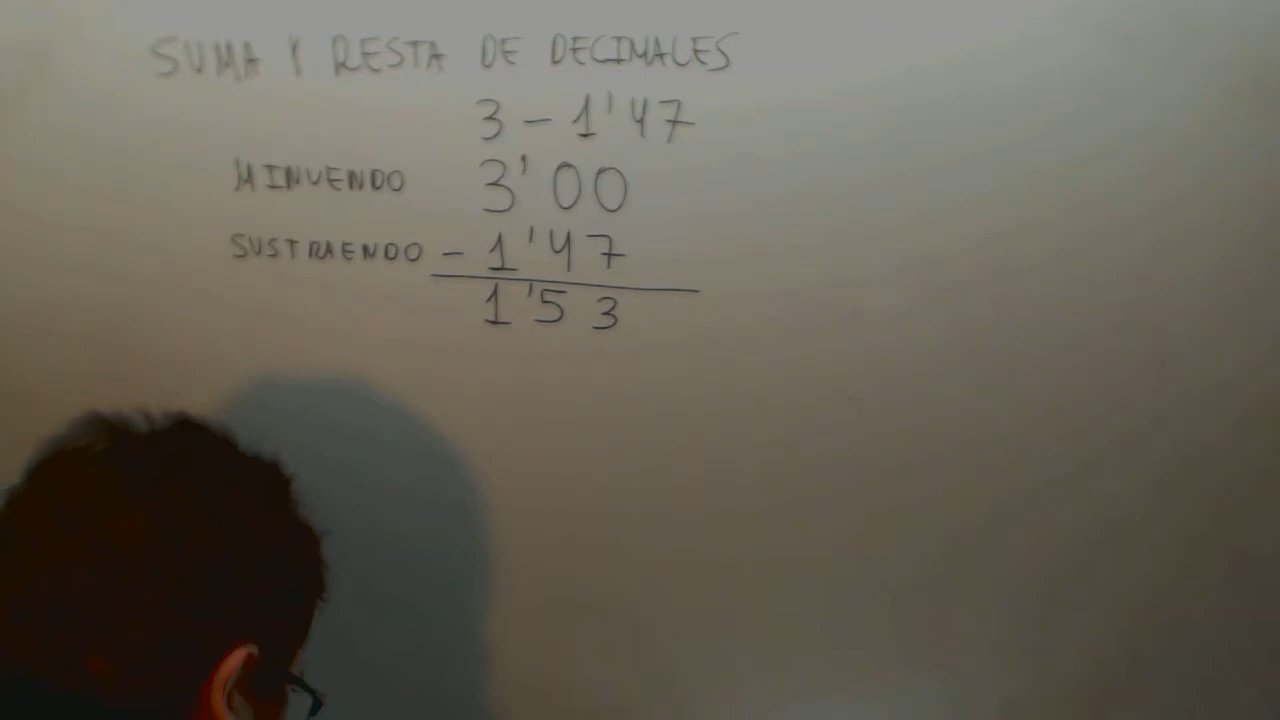 SUMA Y RESTA DE DECIMALES
3 - 1'47
MINUENDO 3'00
SUSTRAENDO - 1'47
1'53